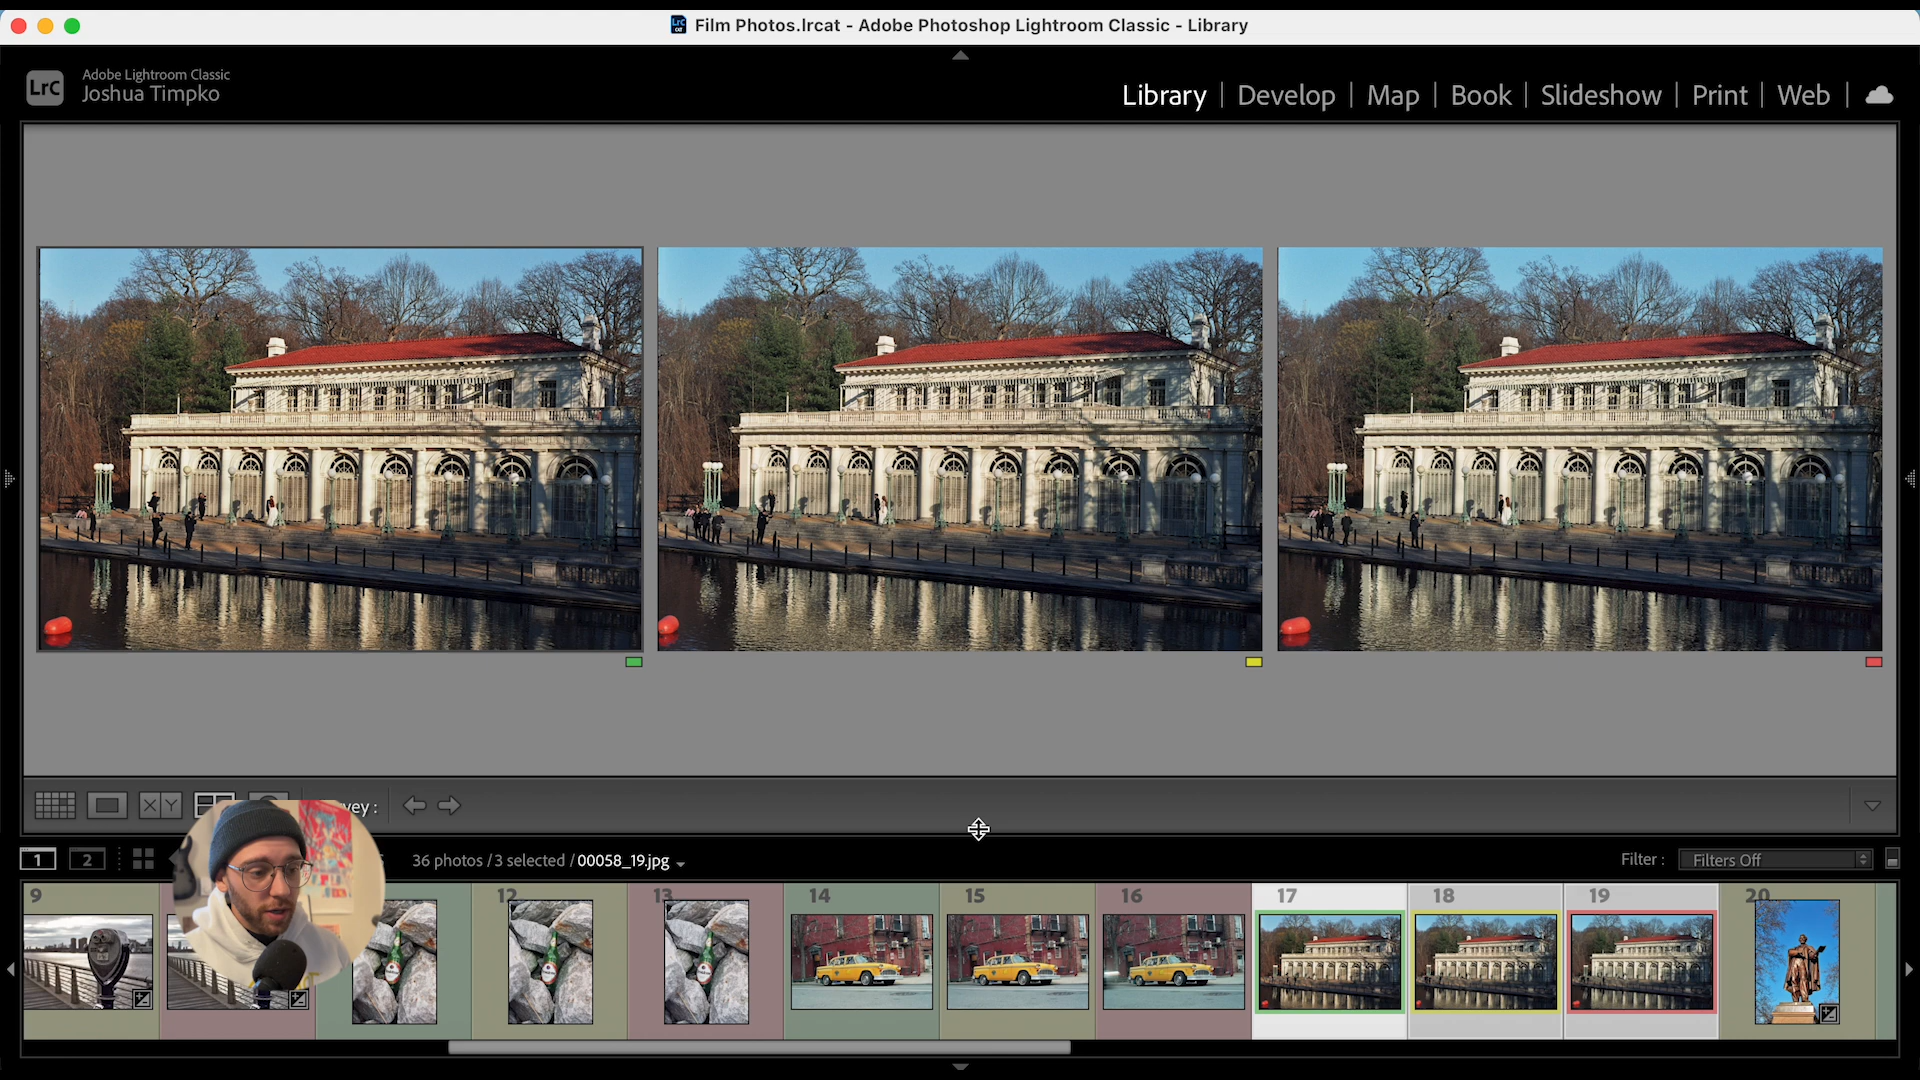 Film Photos.lrcat - Adobe Photoshop Lightroom Classic - Library
LrC
Adobe Lightroom Classic
Joshua Timpko
Library | Develop | Map | Book | Slideshow | Print | Web
XY
vey :
1 2
36 photos / 3 selected / 00058_19.jpg
Filter : Filters Off
9 12 13 14 15 16 17 18 19 20